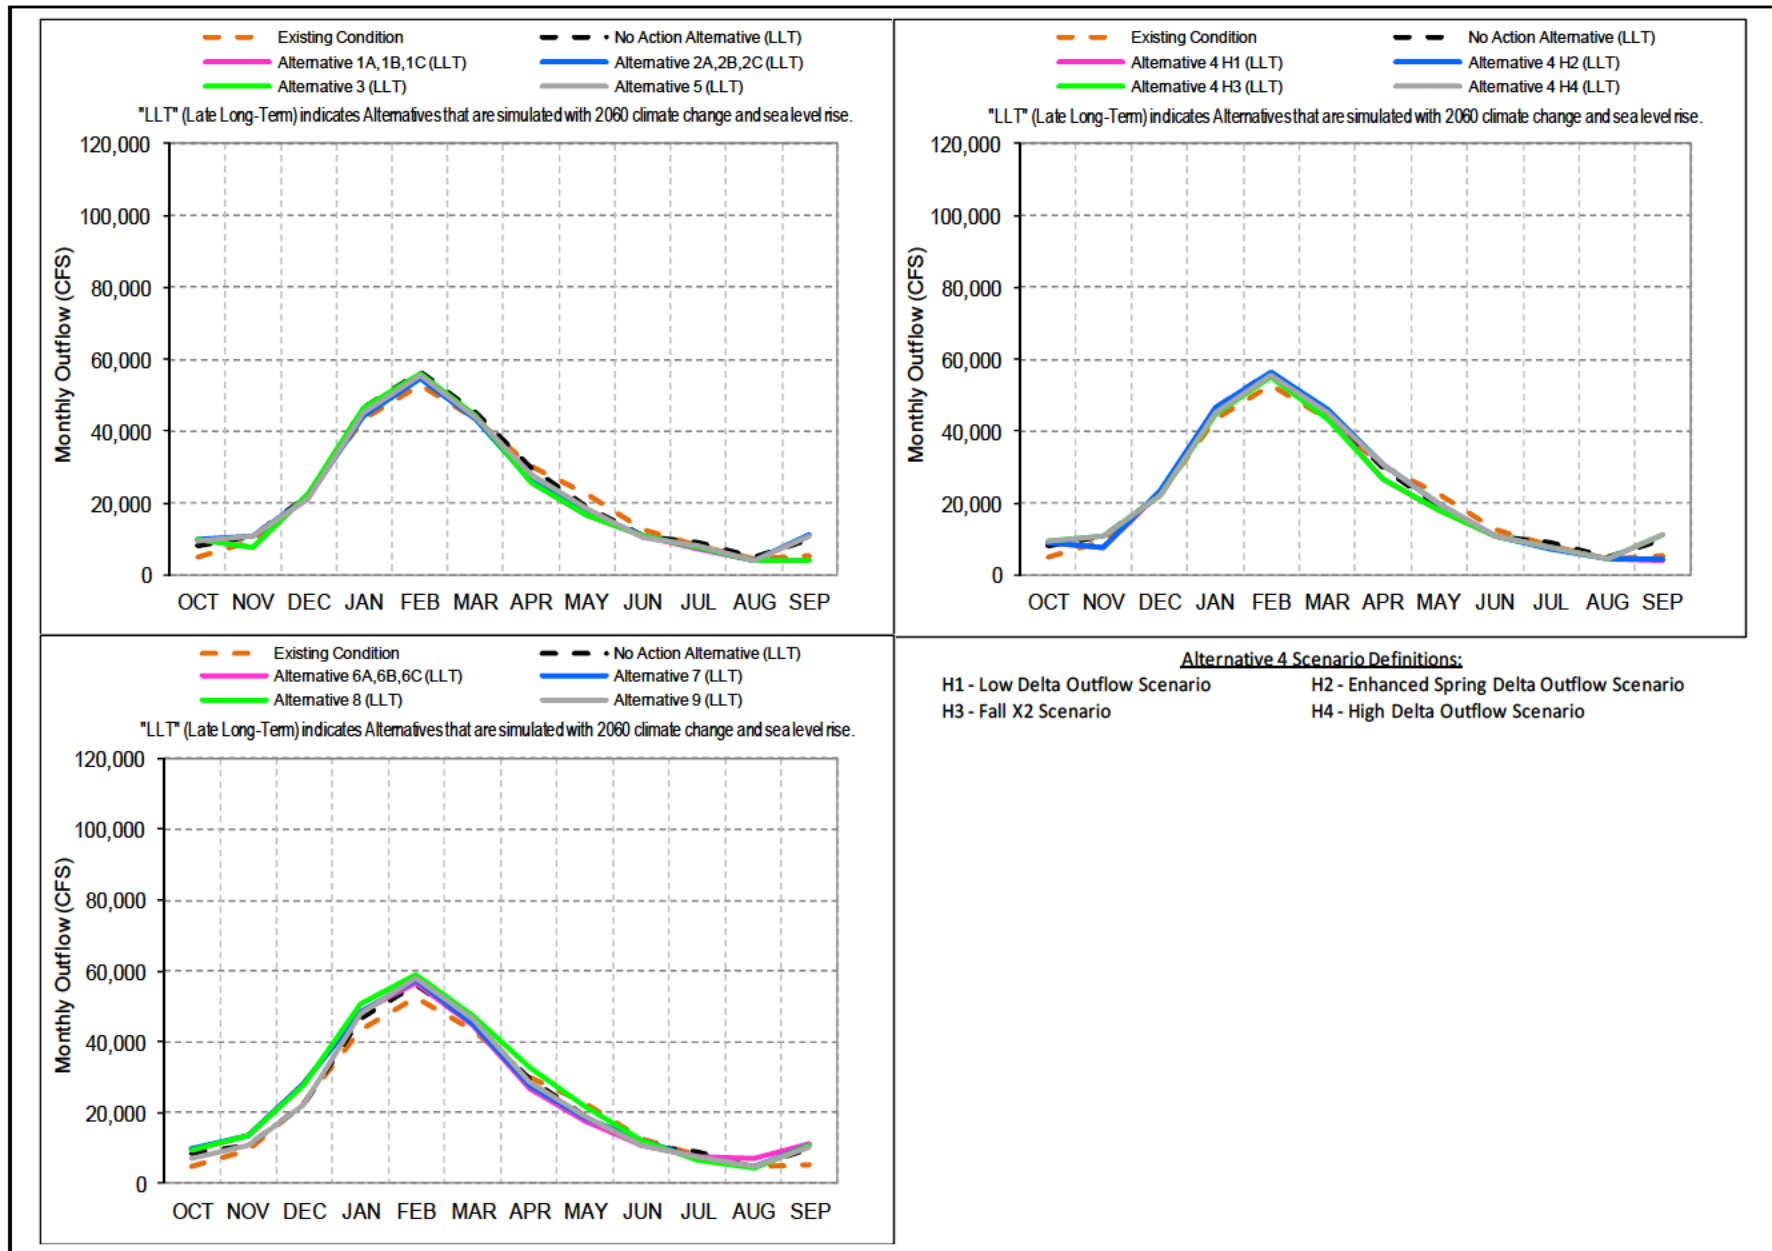 Existing Condition
No Action Alternative (LLT)
Alternative 1A,1B,1C (LLT)
Alternative 2A,2B,2C (LLT)
Alternative 3 (LLT)
Alternative 5 (LLT)
"LLT" (Late Long-Term) indicates Alternatives that are simulated with 2060 climate change and sea level rise.
120,000
100,000
80,000
60,000
40,000
20,000
0
Monthly Outflow (CFS)
OCT NOV DEC JAN FEB MAR APR MAY JUN JUL AUG SEP
Existing Condition
No Action Alternative (LLT)
Alternative 4 H1 (LLT)
Alternative 4 H2 (LLT)
Alternative 4 H3 (LLT)
Alternative 4 H4 (LLT)
"LLT" (Late Long-Term) indicates Alternatives that are simulated with 2060 climate change and sea level rise.
120,000
100,000
80,000
60,000
40,000
20,000
0
Monthly Outflow (CFS)
OCT NOV DEC JAN FEB MAR APR MAY JUN JUL AUG SEP
Existing Condition
No Action Alternative (LLT)
Alternative 6A,6B,6C (LLT)
Alternative 7 (LLT)
Alternative 8 (LLT)
Alternative 9 (LLT)
"LLT" (Late Long-Term) indicates Alternatives that are simulated with 2060 climate change and sea level rise.
120,000
100,000
80,000
60,000
40,000
20,000
0
Monthly Outflow (CFS)
OCT NOV DEC JAN FEB MAR APR MAY JUN JUL AUG SEP
Alternative 4 Scenario Definitions:
H1 - Low Delta Outflow Scenario
H2 - Enhanced Spring Delta Outflow Scenario
H3 - Fall X2 Scenario
H4 - High Delta Outflow Scenario